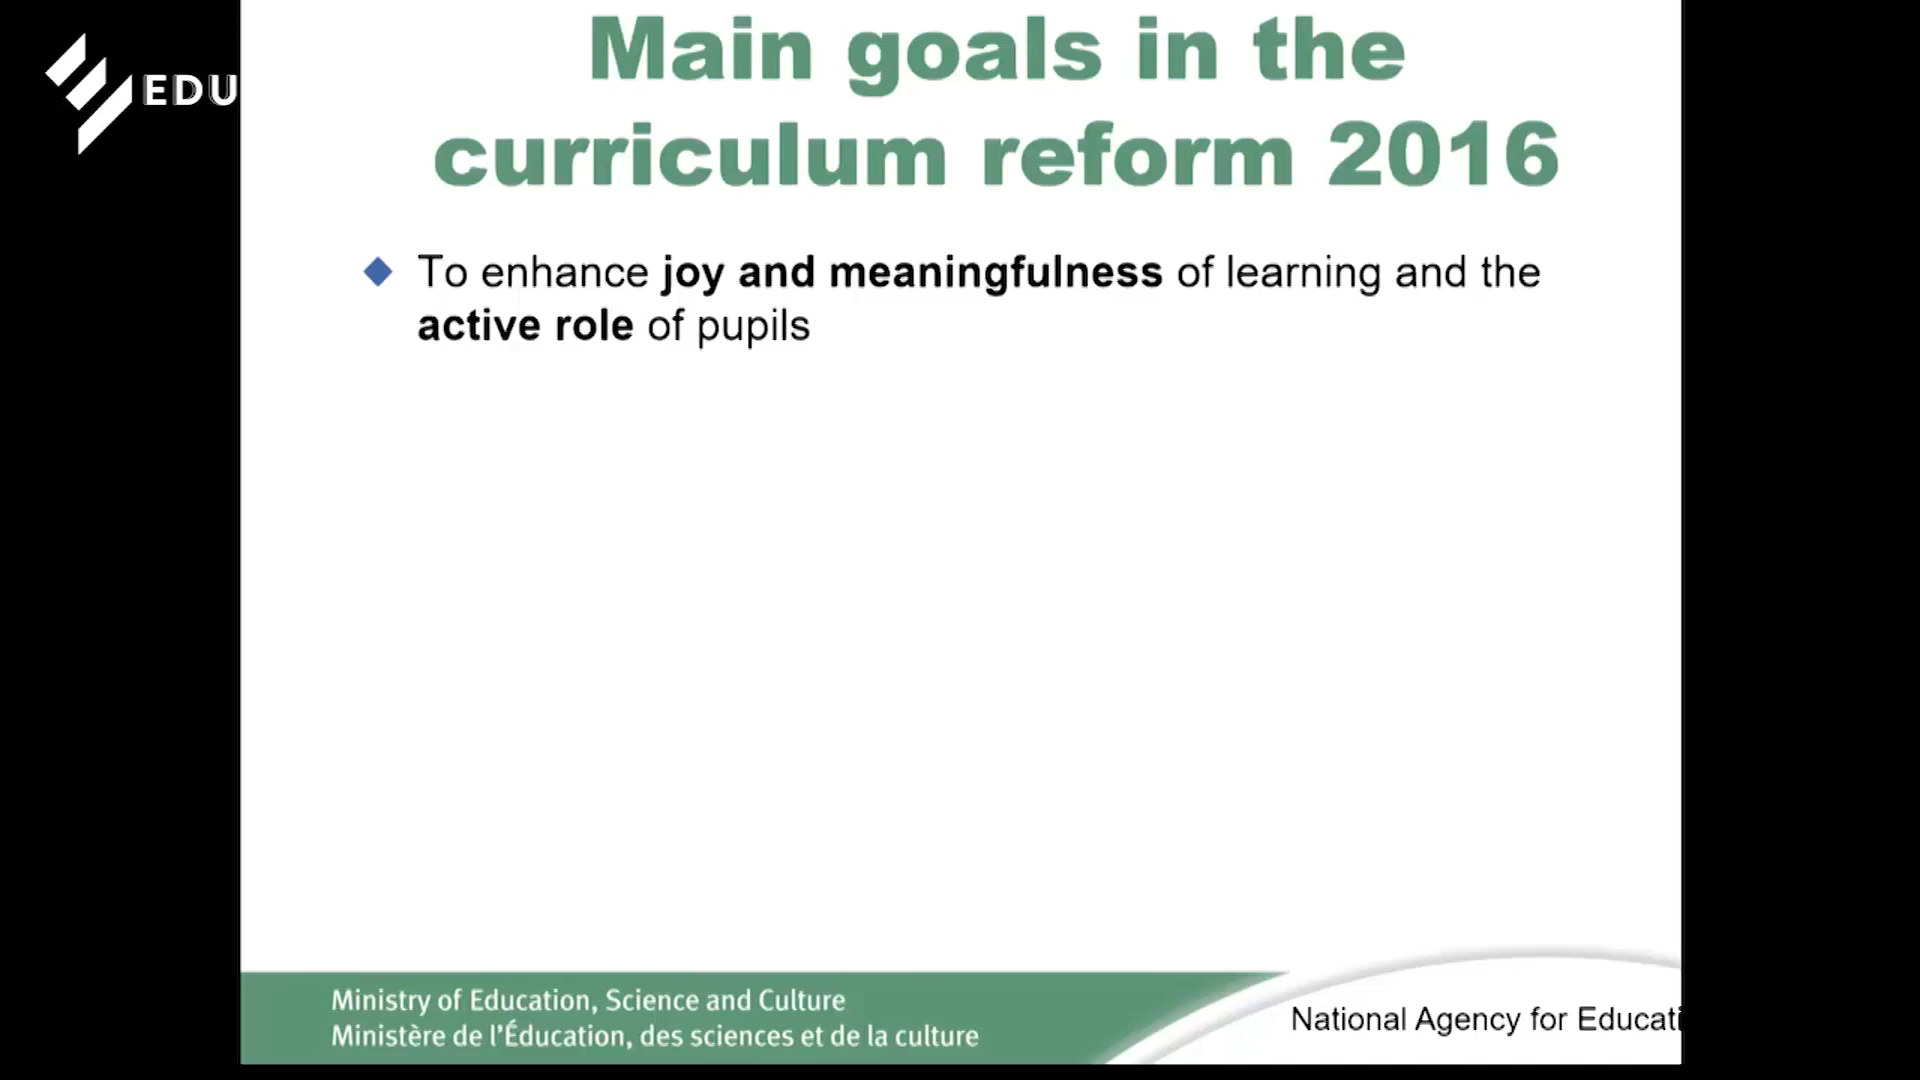 EDU
Main goals in the
curriculum reform 2016
To enhance joy and meaningfulness of learning and the
active role of pupils
Ministry of Education, Science and Culture
Ministère de l'Éducation, des sciences et de la culture
National Agency for Educati